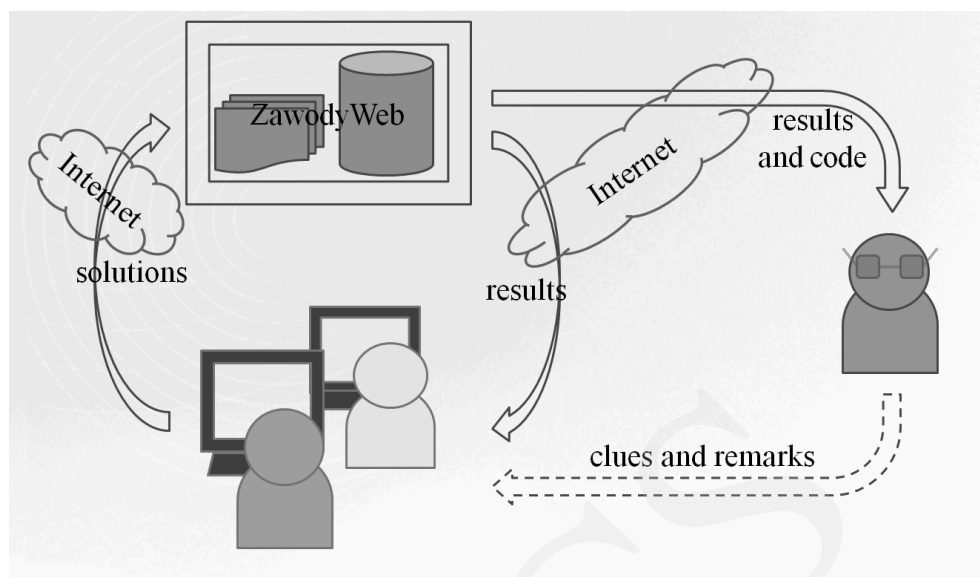 ZawodyWeb
Internet
solutions
Internet
results
results
and code
clues and remarks